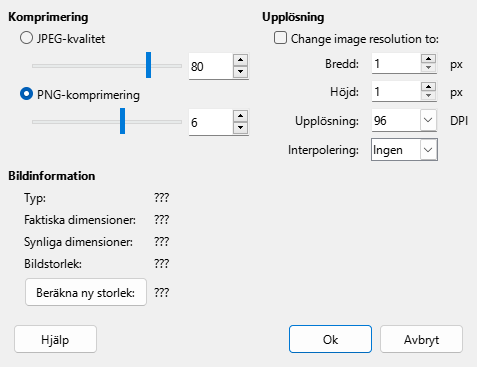 Komprimering
JPEG-kvalitet
80
PNG-komprimering
6
Upplösning
Change image resolution to:
Bredd: 1 px
Höjd: 1 px
Upplösning: 96 DPI
Interpolering: Ingen
Bildinformation
Typ: ???
Faktiska dimensioner: ???
Synliga dimensioner: ???
Bildstorlek: ???
Beräkna ny storlek: ???
Hjälp Ok Avbryt